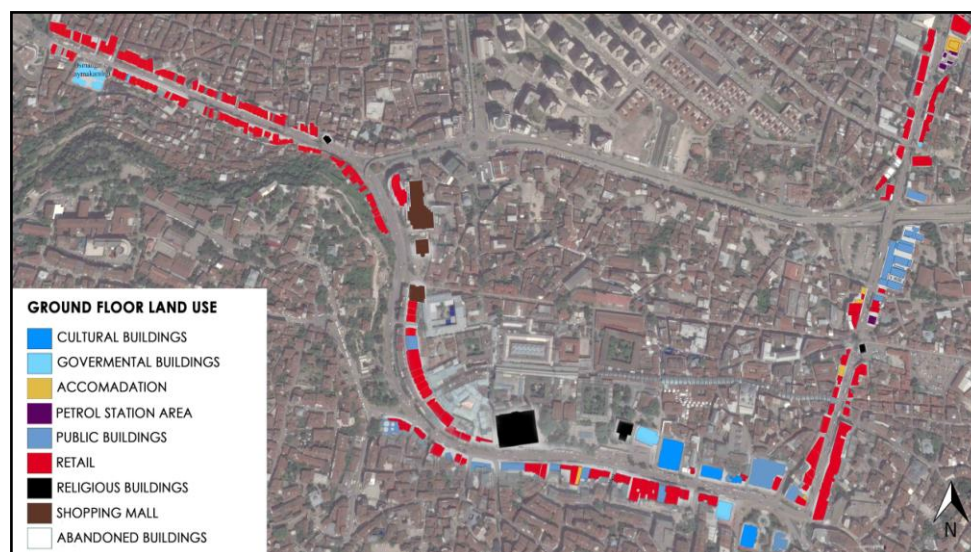 GROUND FLOOR LAND USE
CULTURAL BUILDINGS
GOVERMENTAL BUILDINGS
ACCOMADATION
PETROL STATION AREA
PUBLIC BUILDINGS
RETAIL
RELIGIOUS BUILDINGS
SHOPPING MALL
ABANDONED BUILDINGS
N